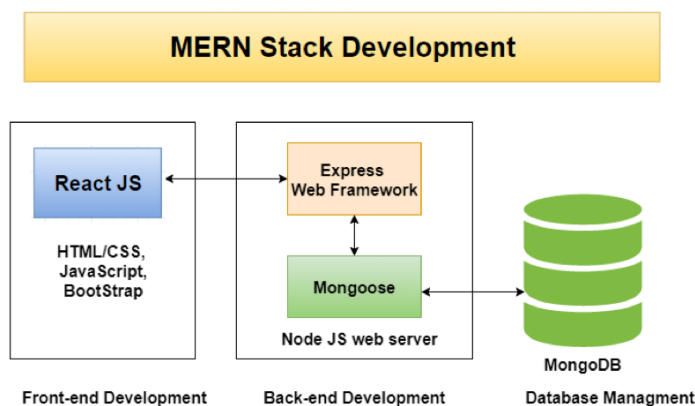 MERN Stack Development
React JS
HTML/CSS,
JavaScript,
BootStrap
Express
Web Framework
Mongoose
Node JS web server
MongoDB
Front-end Development
Back-end Development
Database Managment